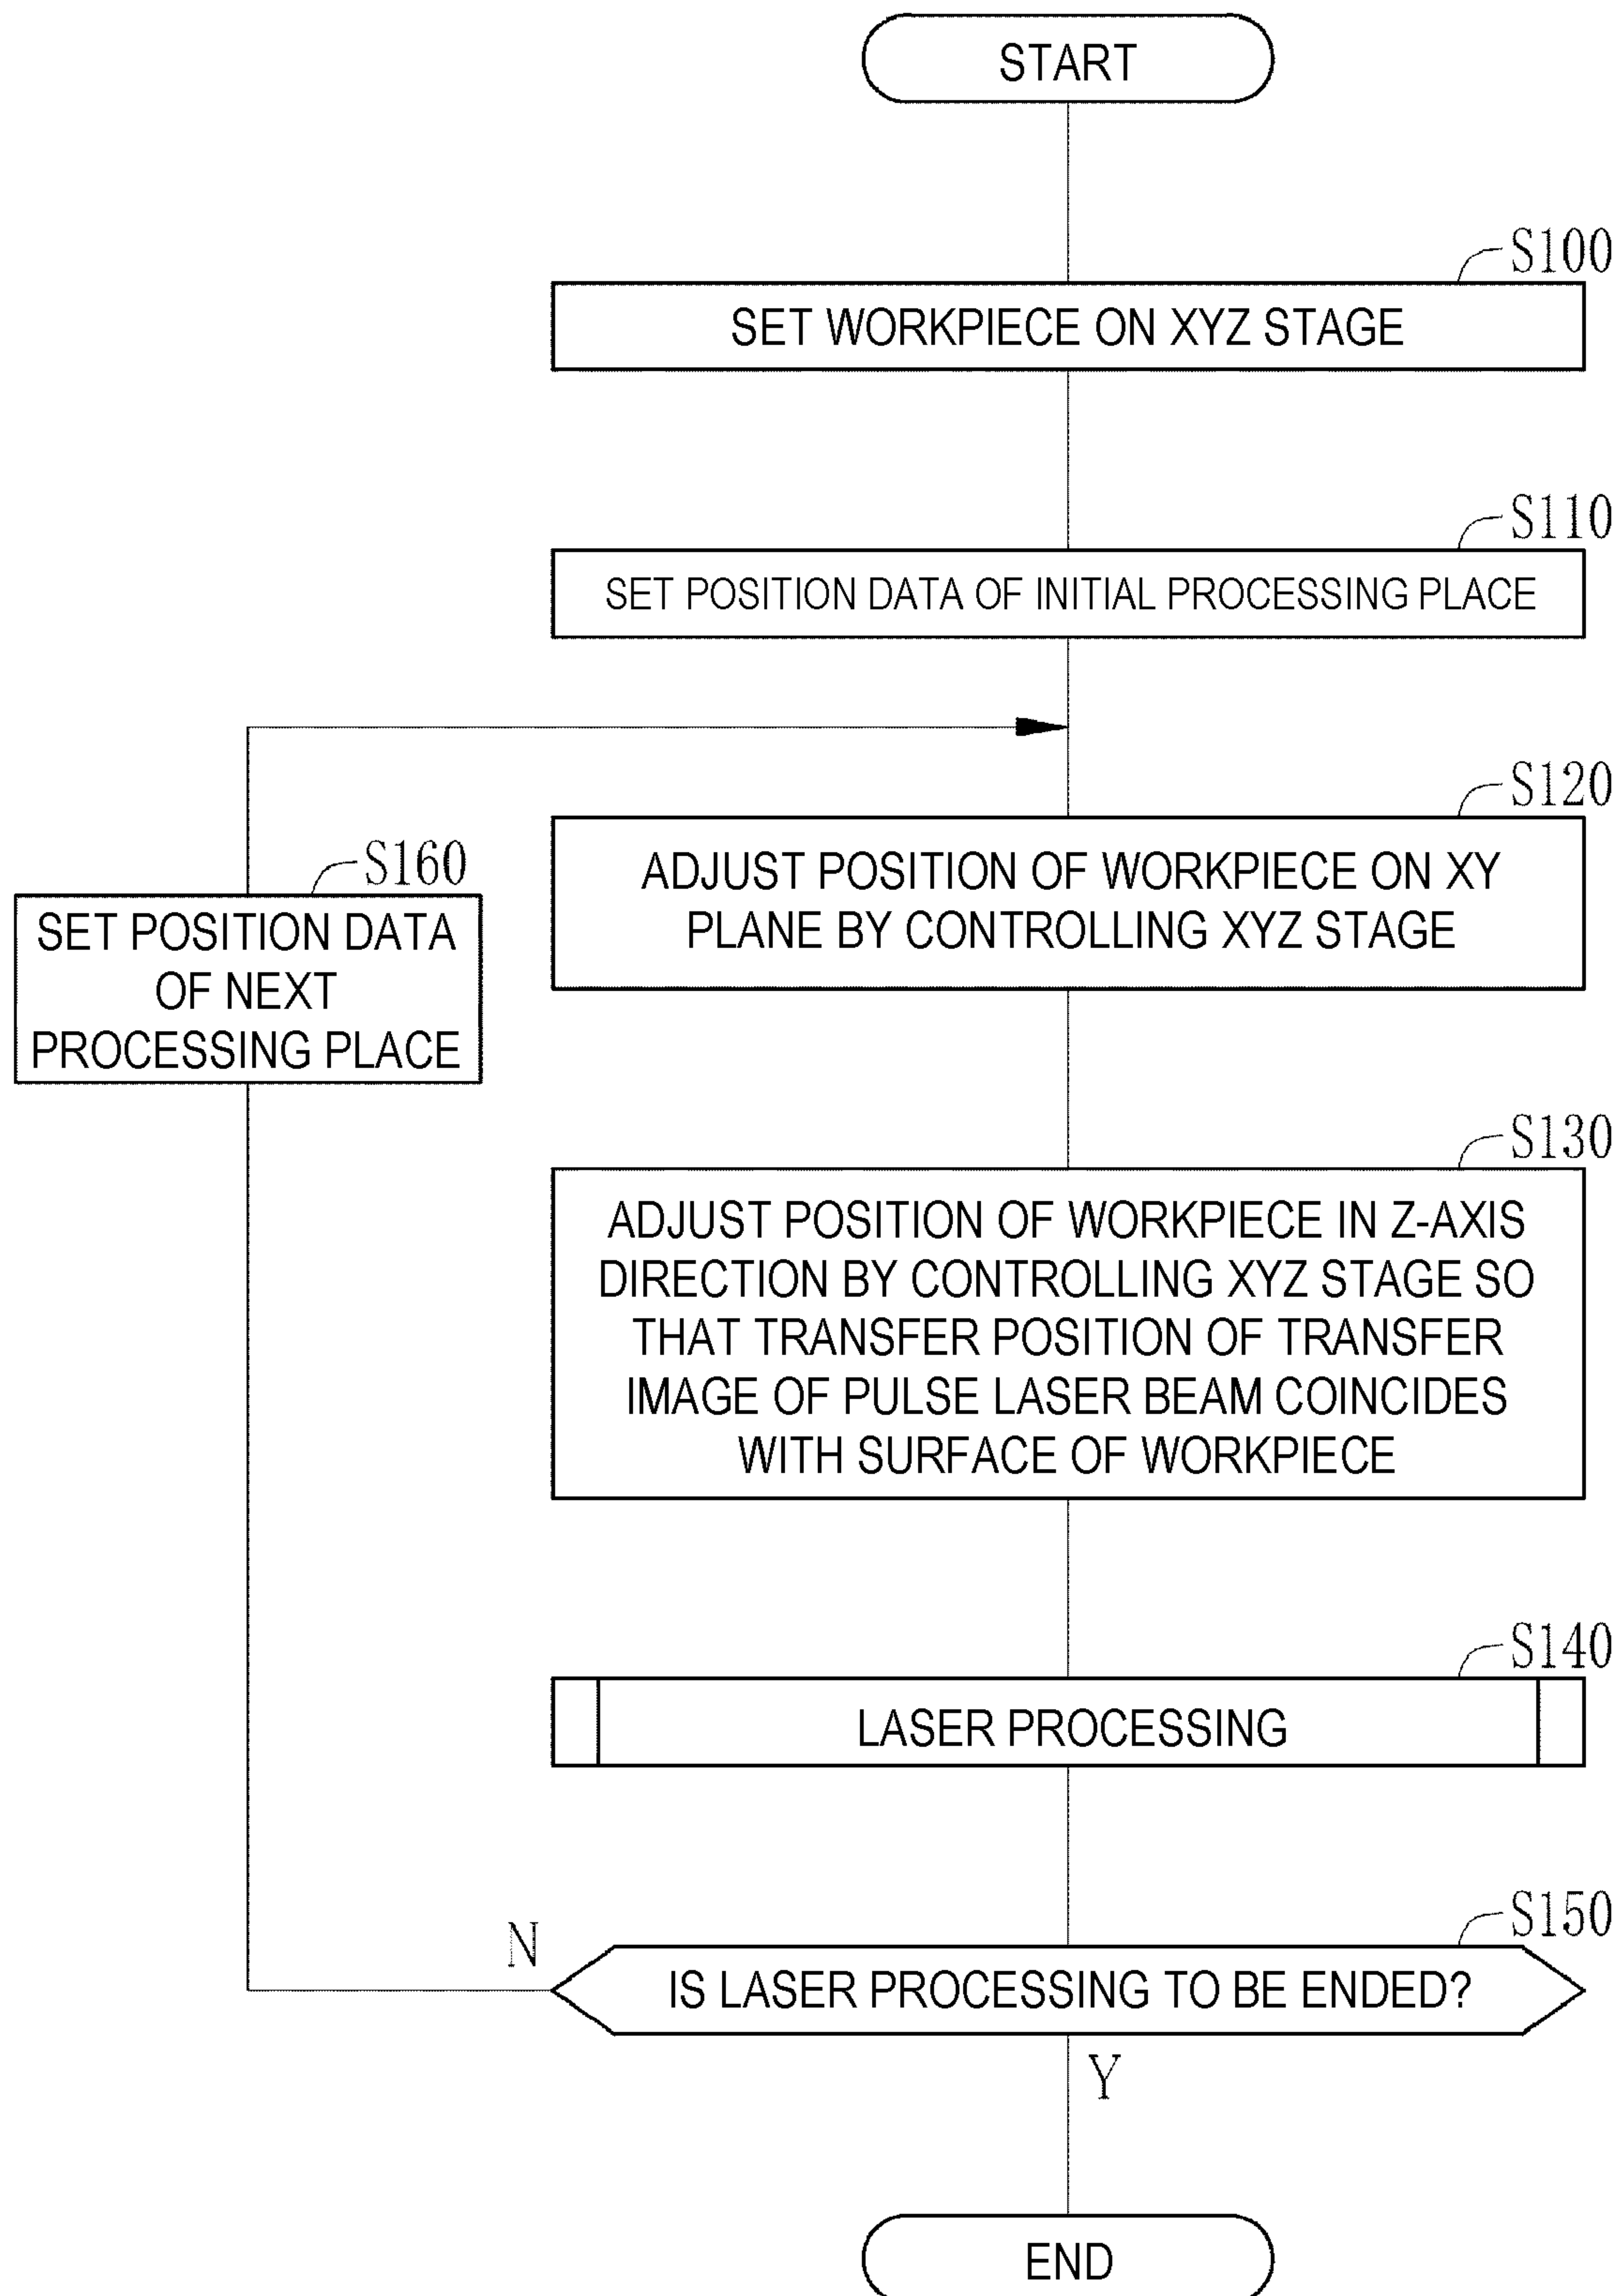 START
S100
SET WORKPIECE ON XYZ STAGE
S110
SET POSITION DATA OF INITIAL PROCESSING PLACE
S120
ADJUST POSITION OF WORKPIECE ON XY
PLANE BY CONTROLLING XYZ STAGE
S160
SET POSITION DATA
OF NEXT
PROCESSING PLACE
S130
ADJUST POSITION OF WORKPIECE IN Z-AXIS
DIRECTION BY CONTROLLING XYZ STAGE SO
THAT TRANSFER POSITION OF TRANSFER
IMAGE OF PULSE LASER BEAM COINCIDES
WITH SURFACE OF WORKPIECE
S140
LASER PROCESSING
S150
N
IS LASER PROCESSING TO BE ENDED?
Y
END